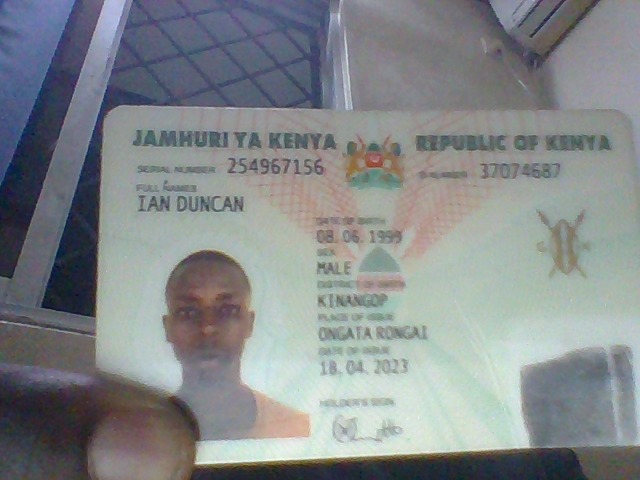 JAMHURI YA KENYA REPUBLIC OF KENYA
SERIAL NUMBER 254967156 ID NUMBER 37074687
FULL NAMES
IAN DUNCAN
DATE OF BIRTH
08. 06. 1999
SEX
MALE
DISTRICT OF BIRTH
KINANGOP
PLACE OF ISSUE
ONGATA RONGAI
DATE OF ISSUE
18. 04. 2023
HOLDER'S SIGN.